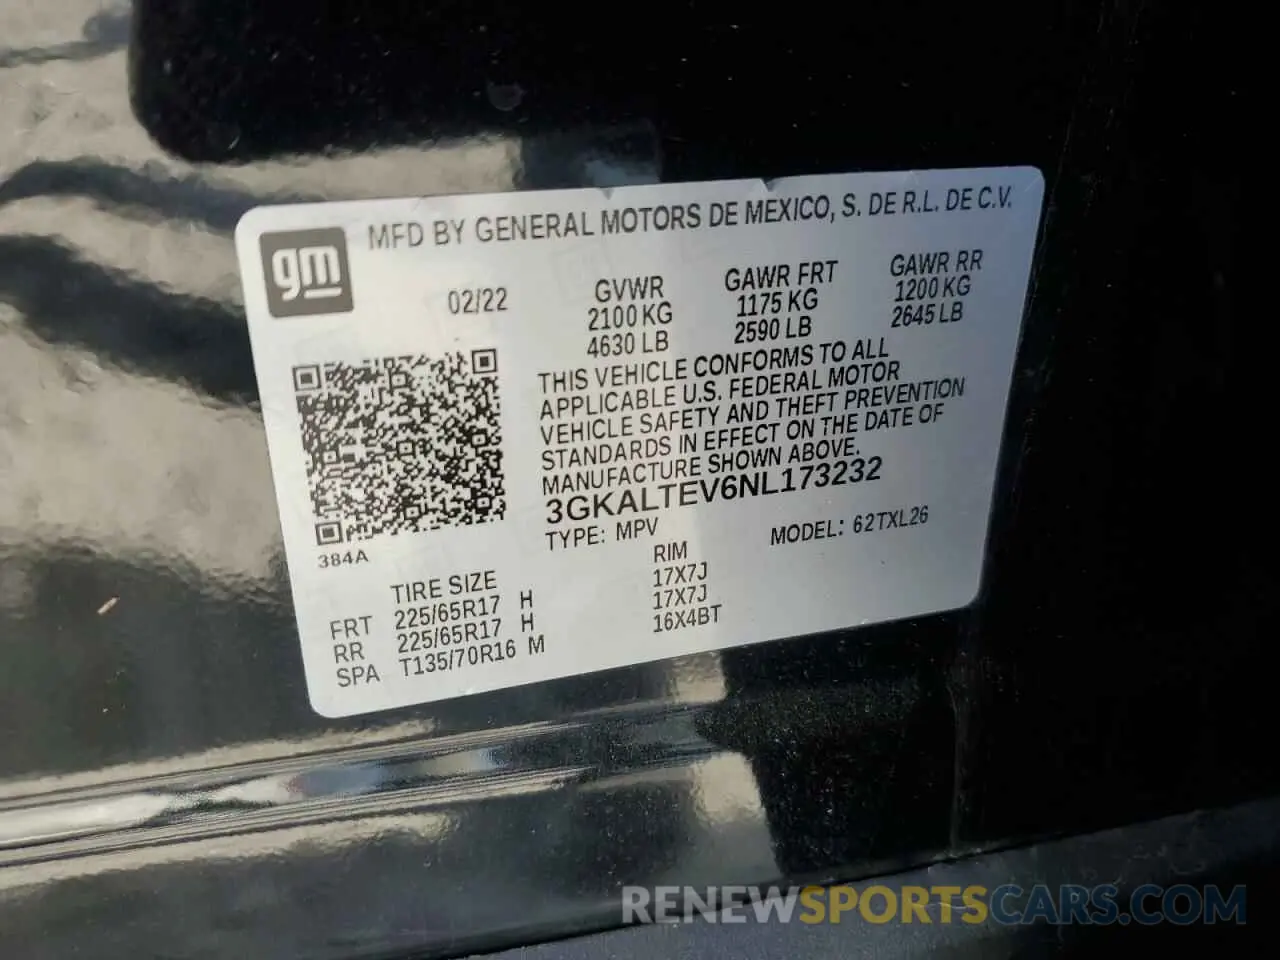 gm
MFD BY GENERAL MOTORS DE MEXICO, S. DE R.L. DE C.V.
02/22
GVWR GAWR FRT GAWR RR
2100 KG 1175 KG 1200 KG
4630 LB 2590 LB 2645 LB
THIS VEHICLE CONFORMS TO ALL
APPLICABLE U.S. FEDERAL MOTOR
VEHICLE SAFETY AND THEFT PREVENTION
STANDARDS IN EFFECT ON THE DATE OF
MANUFACTURE SHOWN ABOVE.
3GKALTEV6NL173232
TYPE: MPV MODEL: 62TXL26
384A
TIRE SIZE RIM
FRT 225/65R17 H 17X7J
RR 225/65R17 H 17X7J
SPA T135/70R16 M 16X4BT
RENEWSPORTSCARS.COM